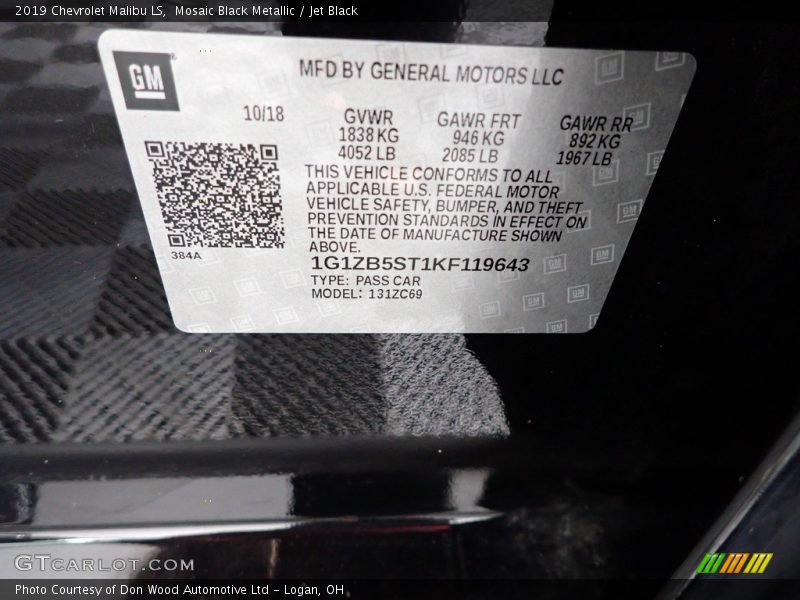 2019 Chevrolet Malibu LS, Mosaic Black Metallic / Jet Black
GM
MFD BY GENERAL MOTORS LLC
10/18 GVWR GAWR FRT GAWR RR
1838 KG 946 KG 892 KG
4052 LB 2085 LB 1967 LB
THIS VEHICLE CONFORMS TO ALL
APPLICABLE U.S. FEDERAL MOTOR
VEHICLE SAFETY, BUMPER, AND THEFT
PREVENTION STANDARDS IN EFFECT ON
THE DATE OF MANUFACTURE SHOWN
ABOVE.
384A
1G1ZB5ST1KF119643
TYPE: PASS CAR
MODEL: 131ZC69
GTCARLOT.COM
Photo Courtesy of Don Wood Automotive Ltd - Logan, OH